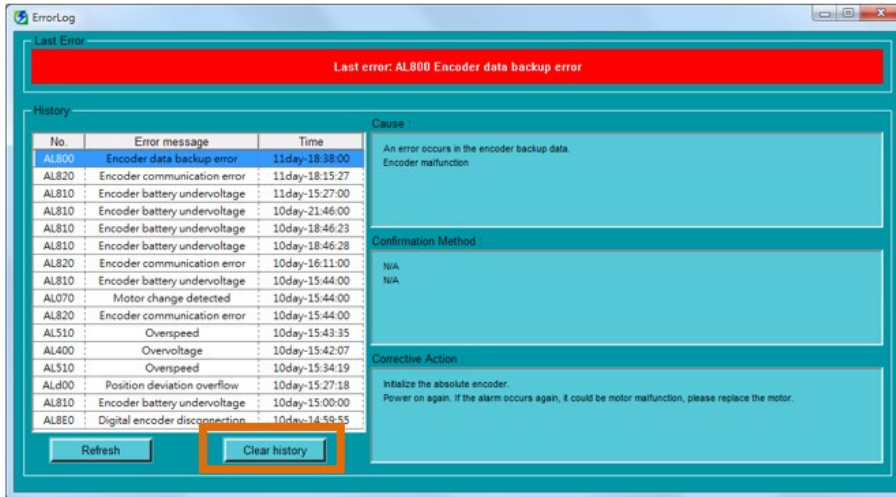 ErrorLog
Last Error
Last error: AL800 Encoder data backup error
History
No. Error message Time
AL800 Encoder data backup error 11day-18:38:00
AL820 Encoder communication error 11day-18:15:27
AL810 Encoder battery undervoltage 11day-15:27:00
AL810 Encoder battery undervoltage 10day-21:46:00
AL810 Encoder battery undervoltage 10day-18:46:23
AL810 Encoder battery undervoltage 10day-18:46:28
AL820 Encoder communication error 10day-16:11:00
AL810 Encoder battery undervoltage 10day-15:44:00
AL070 Motor change detected 10day-15:44:00
AL820 Encoder communication error 10day-15:44:00
AL510 Overspeed 10day-15:43:35
AL400 Overvoltage 10day-15:42:07
AL510 Overspeed 10day-15:34:19
ALd00 Position deviation overflow 10day-15:27:18
AL810 Encoder battery undervoltage 10day-15:00:00
AL8E0 Digital encoder disconnection 10day-14:59:55
Refresh Clear history
Cause :
An error occurs in the encoder backup data.
Encoder malfunction
Confirmation Method :
N/A
N/A
Corrective Action :
Initialize the absolute encoder.
Power on again. If the alarm occurs again, it could be motor malfunction, please replace the motor.